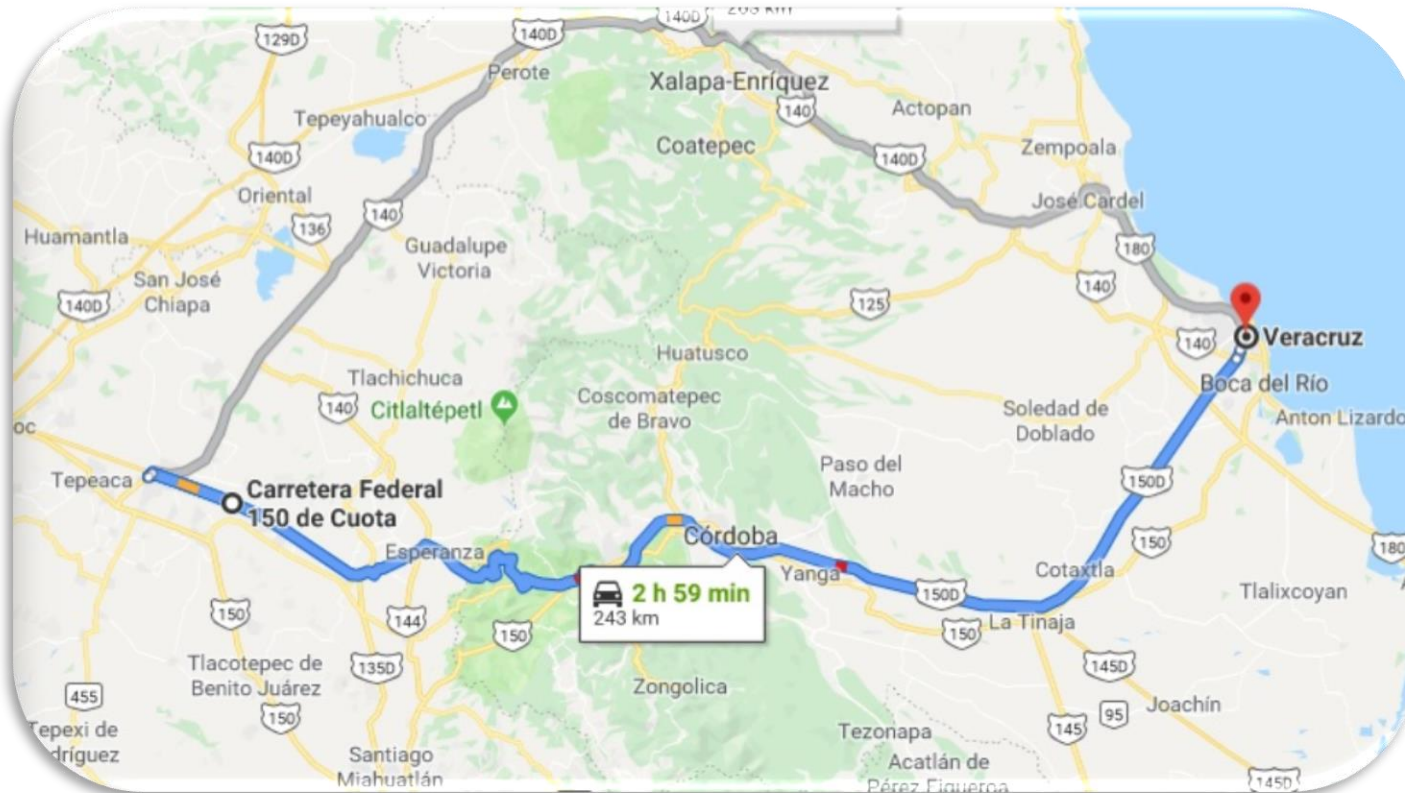 140D
263 km
129D
140D
Perote
Xalapa-Enríquez
Tepeyahualco
140
Actopan
140D
Coatepec
140D
Zempoala
Oriental
José Cardel
136
140
Huamantla
Guadalupe
Victoria
180
San José
Chiapa
140
140D
125
140
Veracruz
Huatusco
Tlachichuca
Boca del Río
Citlaltépetl
140
Coscomatepec
de Bravo
Soledad de
Doblado
Anton Lizardo
oc
Paso del
Macho
Tepeaca
150D
Carretera Federal
150 de Cuota
Córdoba
150
180
Esperanza
Yanga
Cotaxtla
2 h 59 min
243 km
150D
Tlalixcoyan
150
144
150
150
La Tinaja
Tlacotepec de
Benito Juárez
135D
145D
Zongolica
455
95
Joachín
150
145
Tepexi de
dríguez
Tezonapa
Santiago
Miahuatlán
Acatlán de
Pérez Figueroa
145D